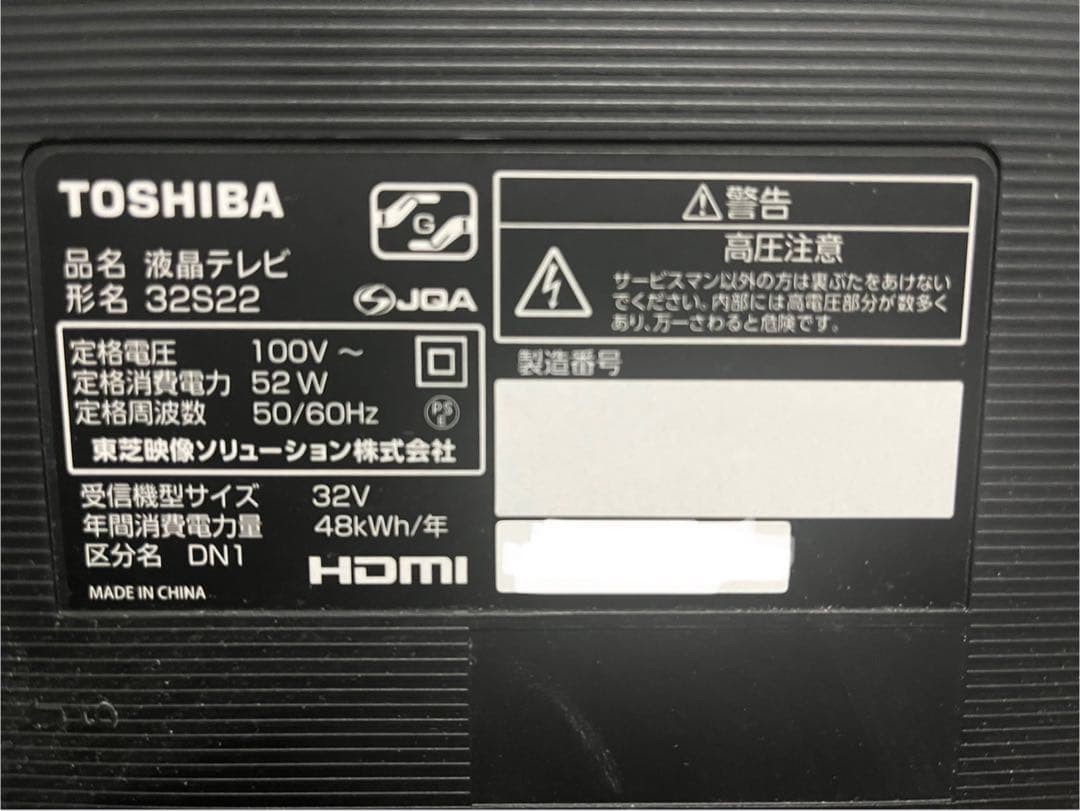 TOSHIBA
G
品名 液晶テレビ
形名 32S22
JQA
定格電圧 100V ～
定格消費電力 52W
定格周波数 50/60Hz
PS
E
東芝映像ソリューション株式会社
受信機型サイズ 32V
年間消費電力量 48kWh/年
区分名 DN1
HDMI
MADE IN CHINA
警告
高圧注意
サービスマン以外の方は裏ぶたをあけない
でください。内部には高電圧部分が数多く
あり、万一さわると危険です。
製造番号